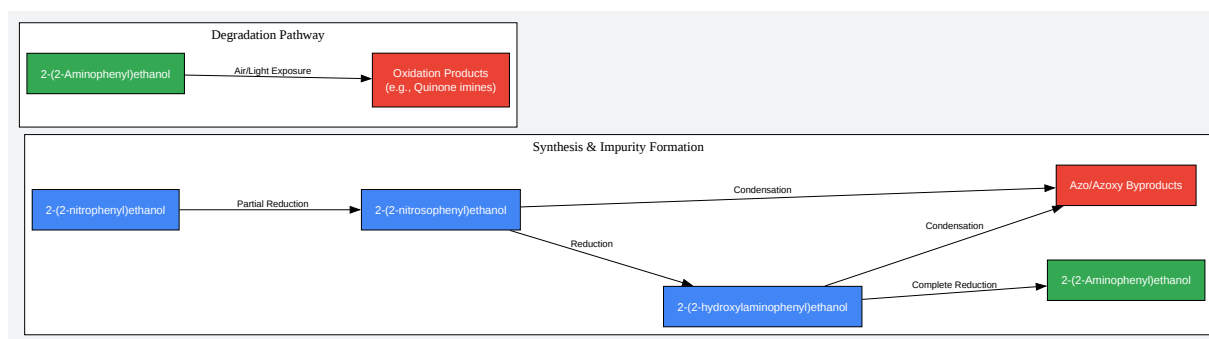 Degradation Pathway
2-(2-Aminophenyl)ethanol
Air/Light Exposure
Oxidation Products
(e.g., Quinone imines)
Synthesis & Impurity Formation
2-(2-nitrophenyl)ethanol
Partial Reduction
2-(2-nitrosophenyl)ethanol
Condensation
Azo/Azoxy Byproducts
Reduction
Condensation
2-(2-hydroxylaminophenyl)ethanol
Complete Reduction
2-(2-Aminophenyl)ethanol